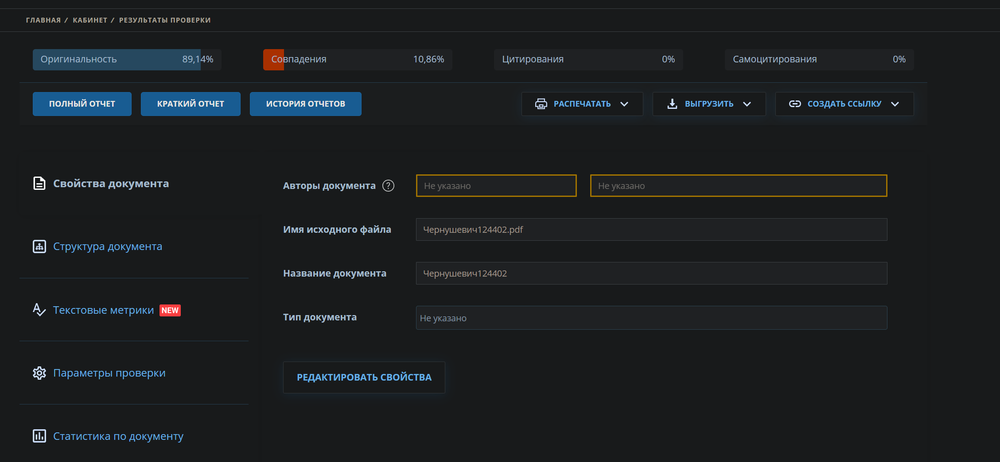 ГЛАВНАЯ / КАБИНЕТ / РЕЗУЛЬТАТЫ ПРОВЕРКИ
Оригинальность 89,14%
Совпадения 10,86%
Цитирования 0%
Самоцитирования 0%
ПОЛНЫЙ ОТЧЕТ
КРАТКИЙ ОТЧЕТ
ИСТОРИЯ ОТЧЕТОВ
РАСПЕЧАТАТЬ
ВЫГРУЗИТЬ
СОЗДАТЬ ССЫЛКУ
Свойства документа
Структура документа
Текстовые метрики NEW
Параметры проверки
Статистика по документу
Авторы документа ?
Не указано
Не указано
Имя исходного файла
Чернушевич124402.pdf
Название документа
Чернушевич124402
Тип документа
Не указано
РЕДАКТИРОВАТЬ СВОЙСТВА